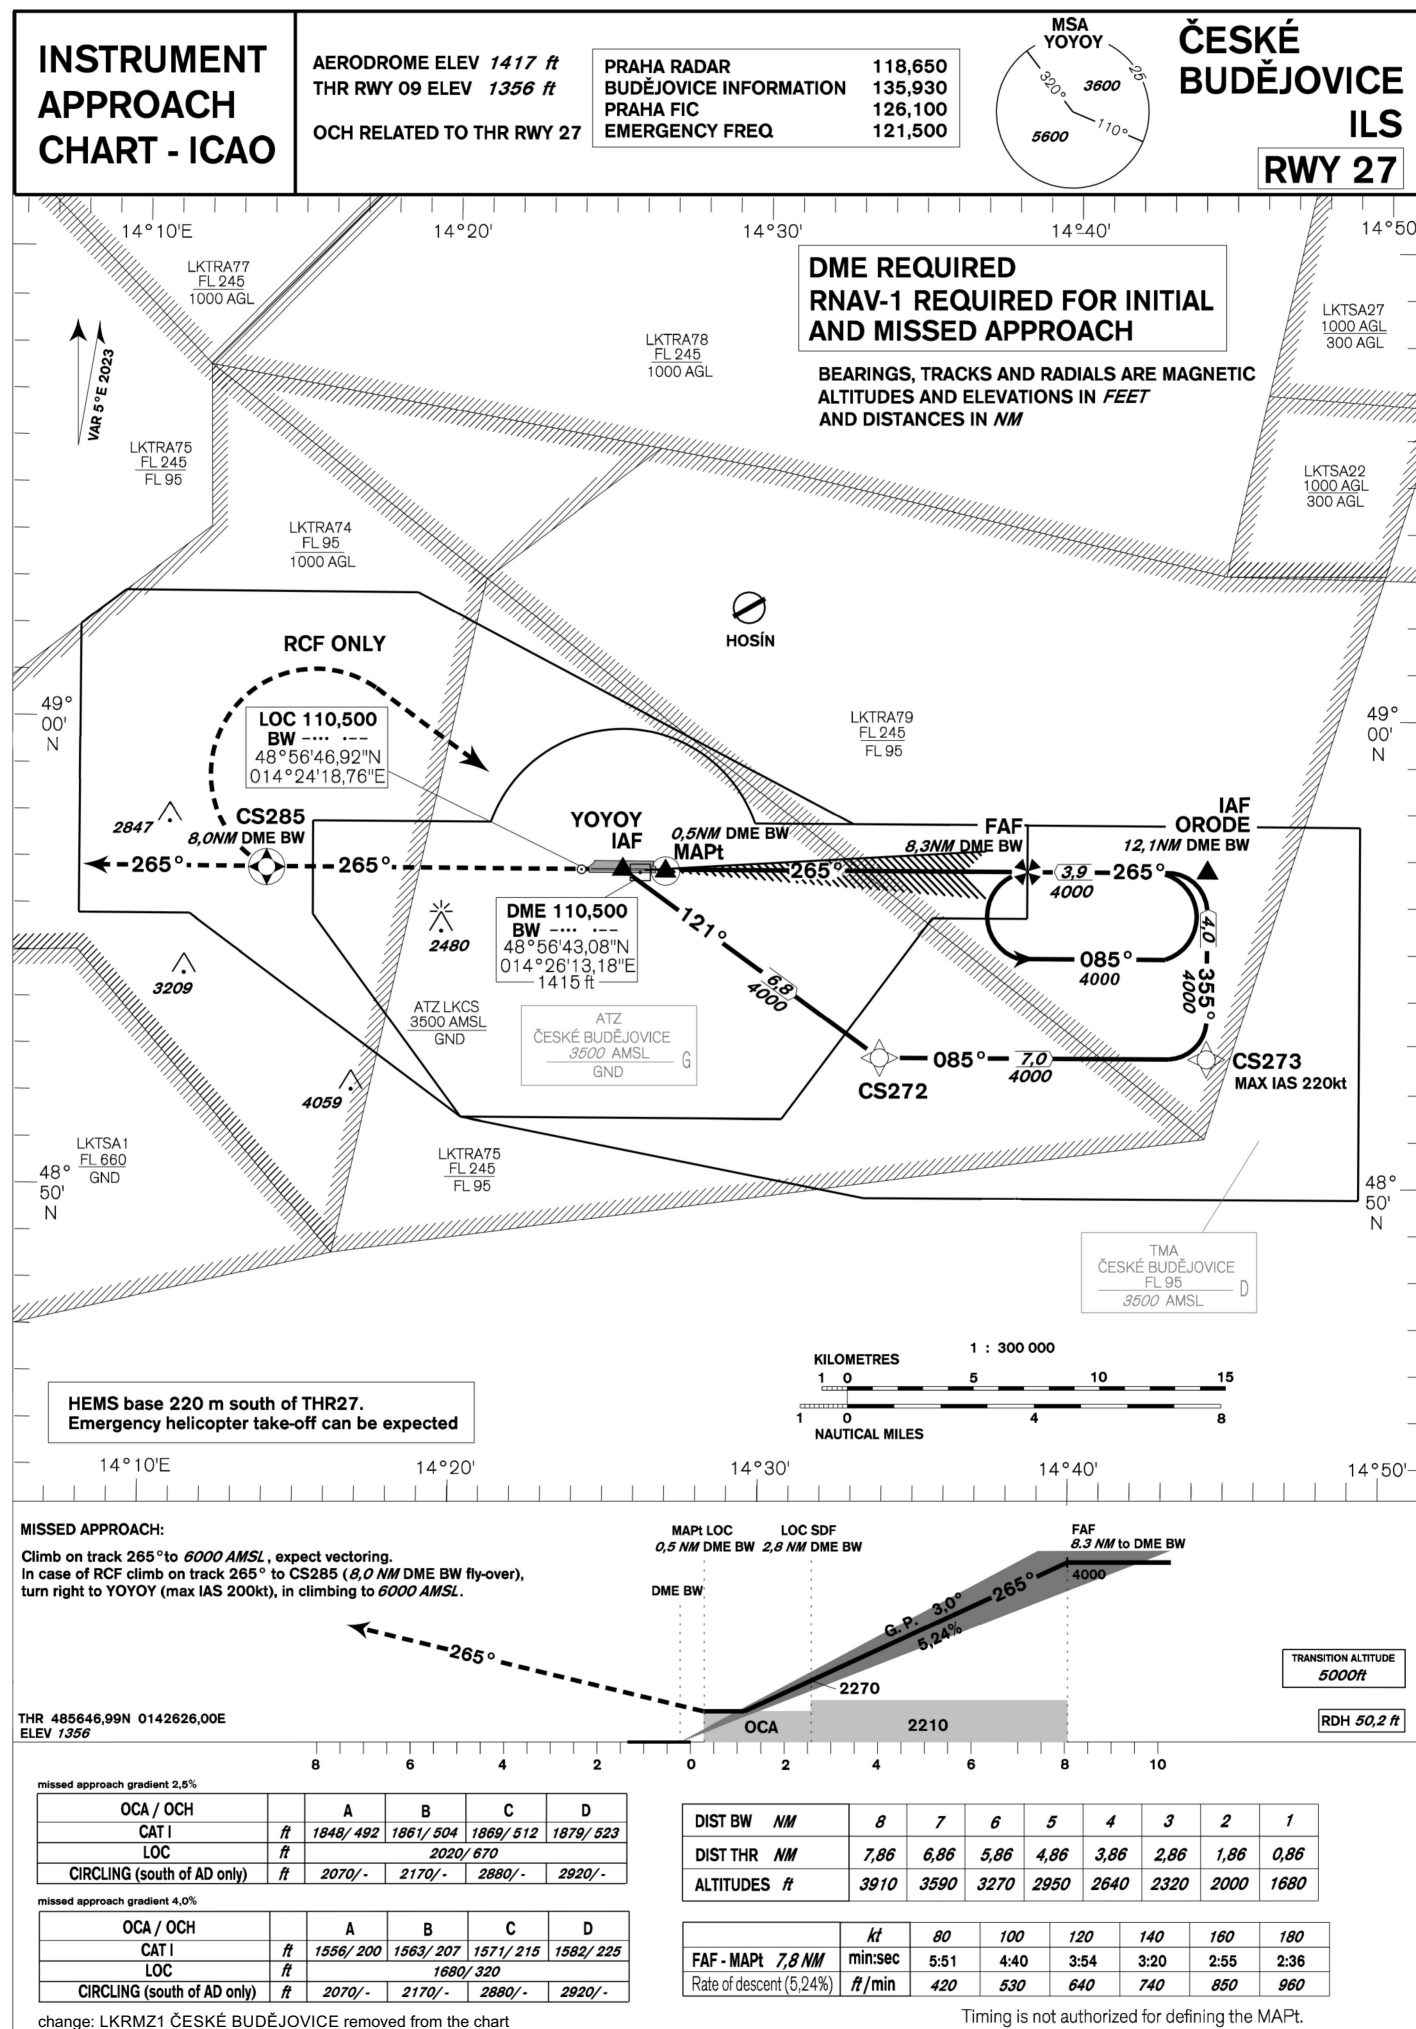 INSTRUMENT
APPROACH
CHART - ICAO
AERODROME ELEV 1417 ft
THR RWY 09 ELEV 1356 ft
OCH RELATED TO THR RWY 27
PRAHA RADAR 118,650
BUDĚJOVICE INFORMATION 135,930
PRAHA FIC 126,100
EMERGENCY FREQ 121,500
MSA
YOYOY
25
320°
3600
110°
5600
ČESKÉ
BUDĚJOVICE
ILS
RWY 27
14°10'E 14°20' 14°30' 14°40' 14°50'
LKTRA77
FL 245
1000 AGL
DME REQUIRED
RNAV-1 REQUIRED FOR INITIAL
AND MISSED APPROACH
LKTSA27
1000 AGL
300 AGL
LKTRA78
FL 245
1000 AGL
VAR 5°E 2023
BEARINGS, TRACKS AND RADIALS ARE MAGNETIC
ALTITUDES AND ELEVATIONS IN FEET
AND DISTANCES IN NM
LKTRA75
FL 245
FL 95
LKTSA22
1000 AGL
300 AGL
LKTRA74
FL 95
1000 AGL
HOSÍN
RCF ONLY
49°
00'
N
LOC 110,500
BW -··· ·--
48°56'46,92"N
014°24'18,76"E
LKTRA79
FL 245
FL 95
49°
00'
N
2847
CS285
8,0NM DME BW
YOYOY
IAF
0,5NM DME BW
MAPt
FAF
8,3NM DME BW
IAF
ORODE
12,1NM DME BW
265° 265° 265° 3,9 265°
4000
2480
DME 110,500
BW -··· ·--
48°56'43,08"N
014°26'13,18"E
1415 ft
121°
4,0
355°
4000
085°
4000
3209
6,8
4000
ATZ LKCS
3500 AMSL
GND
ATZ
ČESKÉ BUDĚJOVICE
3500 AMSL
GND
G
085° 7,0
4000
CS272
CS273
MAX IAS 220kt
4059
LKTSA1
FL 660
GND
48°
50'
N
LKTRA75
FL 245
FL 95
48°
50'
N
TMA
ČESKÉ BUDĚJOVICE
FL 95
3500 AMSL
D
1 : 300 000
KILOMETRES
1 0 5 10 15
1 0 4 8
NAUTICAL MILES
HEMS base 220 m south of THR27.
Emergency helicopter take-off can be expected
14°10'E 14°20' 14°30' 14°40' 14°50'
MISSED APPROACH:
Climb on track 265°to 6000 AMSL, expect vectoring.
In case of RCF climb on track 265° to CS285 (8,0 NM DME BW fly-over),
turn right to YOYOY (max IAS 200kt), in climbing to 6000 AMSL.
MAPt LOC
0,5 NM DME BW
LOC SDF
2,8 NM DME BW
FAF
8.3 NM to DME BW
DME BW
4000
265°
G. P. 3,0°
5,24%
265°
2270
TRANSITION ALTITUDE
5000ft
THR 485646,99N 0142626,00E
ELEV 1356
OCA
2210
RDH 50,2 ft
8 6 4 2 0 2 4 6 8 10
missed approach gradient 2,5%
OCA / OCH A B C D
CAT I ft 1848/ 492 1861/ 504 1869/ 512 1879/ 523
LOC ft 2020/ 670
CIRCLING (south of AD only) ft 2070/ - 2170/ - 2880/ - 2920/ -
missed approach gradient 4,0%
OCA / OCH A B C D
CAT I ft 1556/ 200 1563/ 207 1571/ 215 1582/ 225
LOC ft 1680/ 320
CIRCLING (south of AD only) ft 2070/ - 2170/ - 2880/ - 2920/ -
change: LKRMZ1 ČESKÉ BUDĚJOVICE removed from the chart
DIST BW NM 8 7 6 5 4 3 2 1
DIST THR NM 7,86 6,86 5,86 4,86 3,86 2,86 1,86 0,86
ALTITUDES ft 3910 3590 3270 2950 2640 2320 2000 1680
kt 80 100 120 140 160 180
FAF - MAPt 7,8 NM min:sec 5:51 4:40 3:54 3:20 2:55 2:36
Rate of descent (5,24%) ft/min 420 530 640 740 850 960
Timing is not authorized for defining the MAPt.